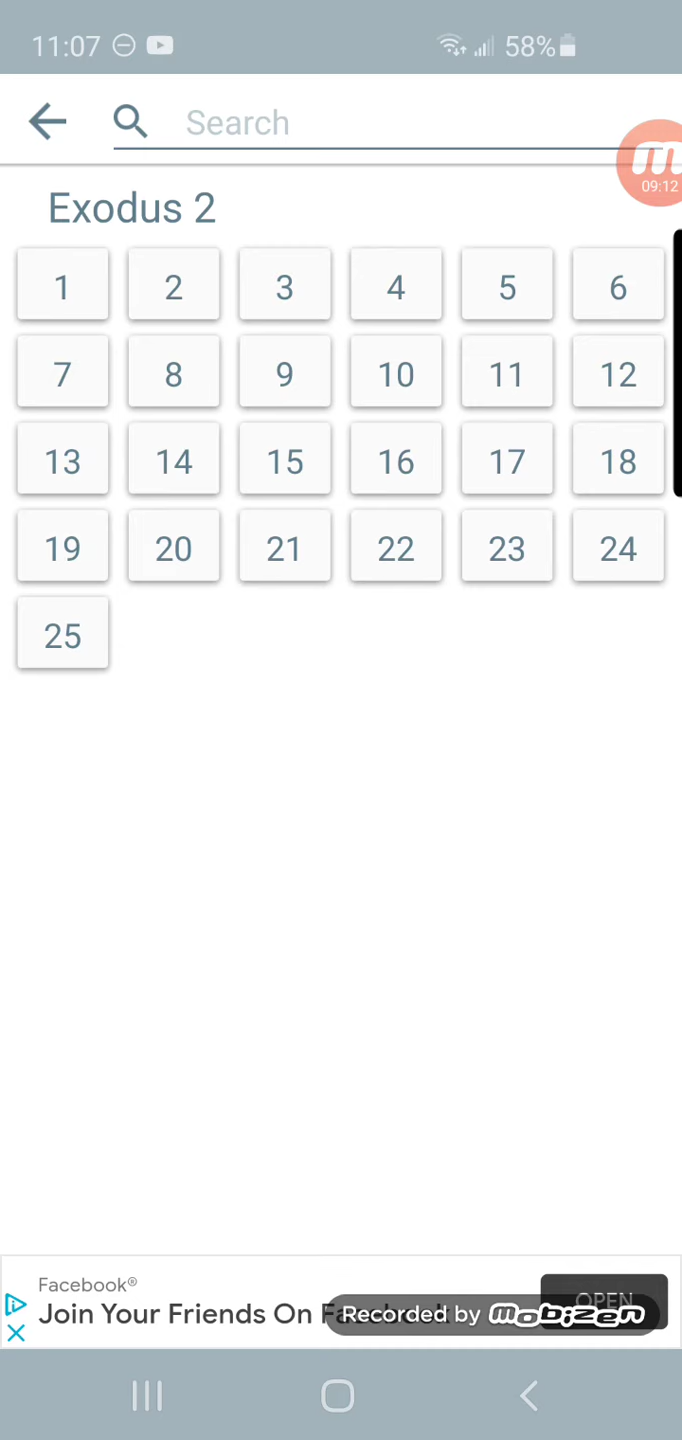 11:07 58%
Search
09:12
Exodus 2
1 2 3 4 5 6
7 8 9 10 11 12
13 14 15 16 17 18
19 20 21 22 23 24
25
Facebook®
OPEN
Join Your Friends On Facebook
Recorded by mobizen